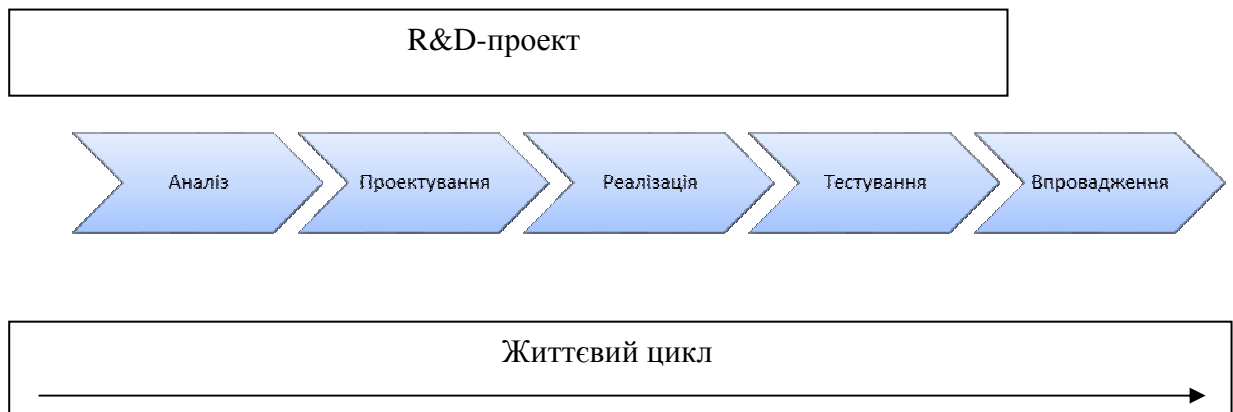 R&D-проект
Аналіз
Проектування
Реалізація
Тестування
Впровадження
Життєвий цикл